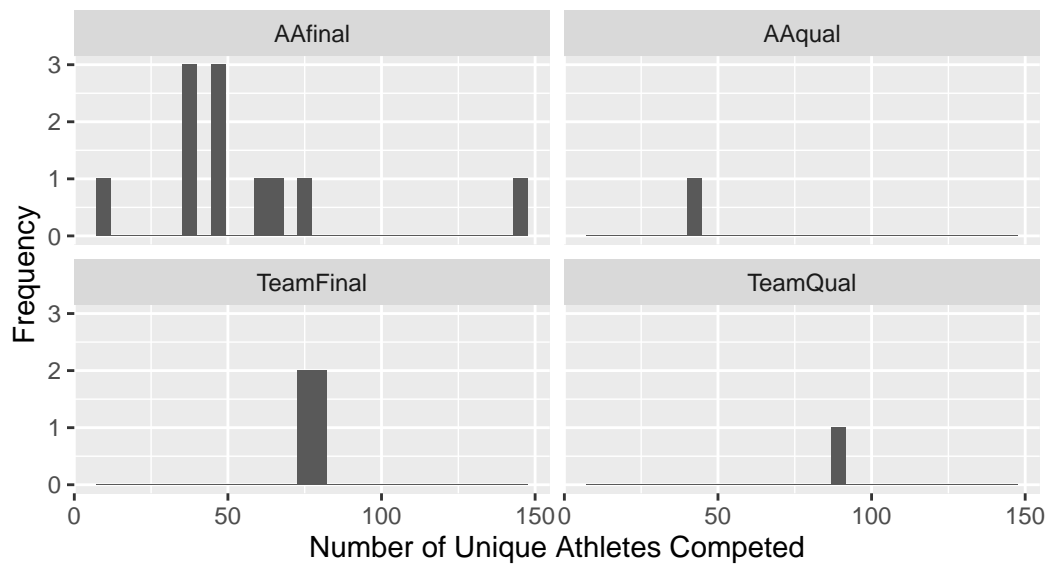 AAfinal
AAqual
3
2
1
0
TeamFinal
TeamQual
3
2
1
0
0 50 100 150
0 50 100 150
Frequency
Number of Unique Athletes Competed